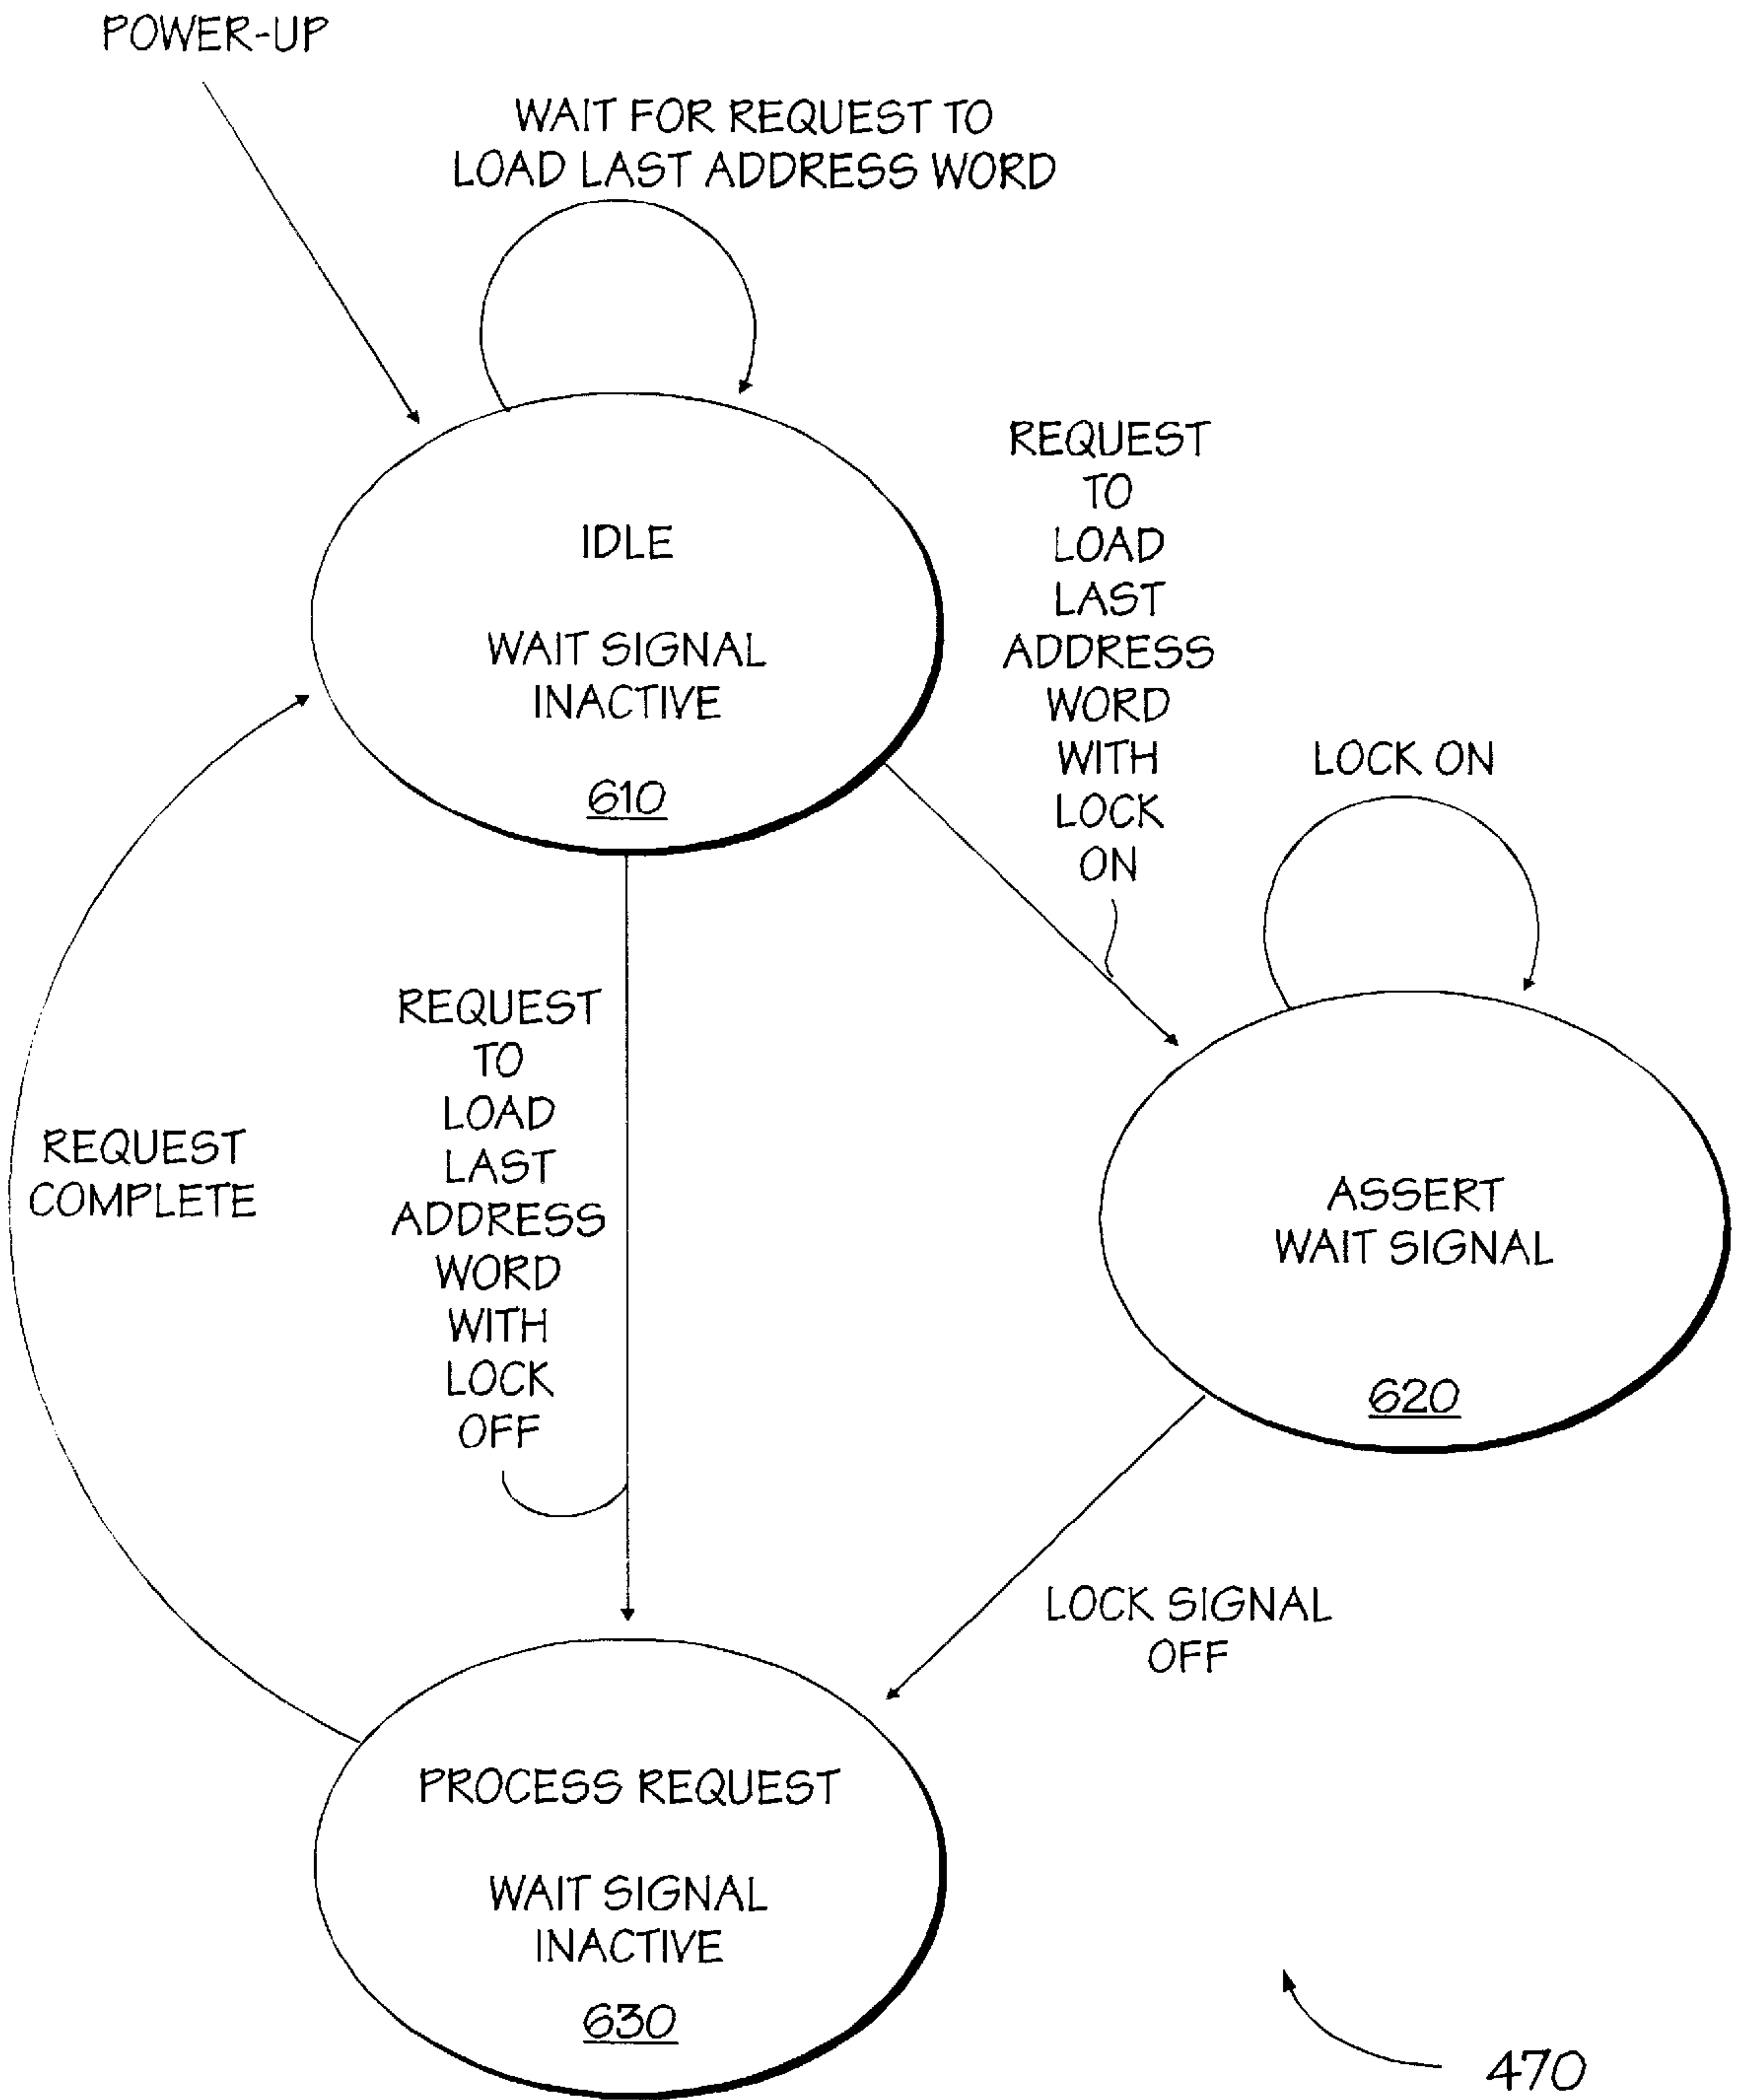 POWER-UP
WAIT FOR REQUEST TO
LOAD LAST ADDRESS WORD
IDLE
WAIT SIGNAL
INACTIVE
610
REQUEST
TO
LOAD
LAST
ADDRESS
WORD
WITH
LOCK
ON
LOCK ON
REQUEST
COMPLETE
REQUEST
TO
LOAD
LAST
ADDRESS
WORD
WITH
LOCK
OFF
ASSERT
WAIT SIGNAL
620
LOCK SIGNAL
OFF
PROCESS REQUEST
WAIT SIGNAL
INACTIVE
630
470